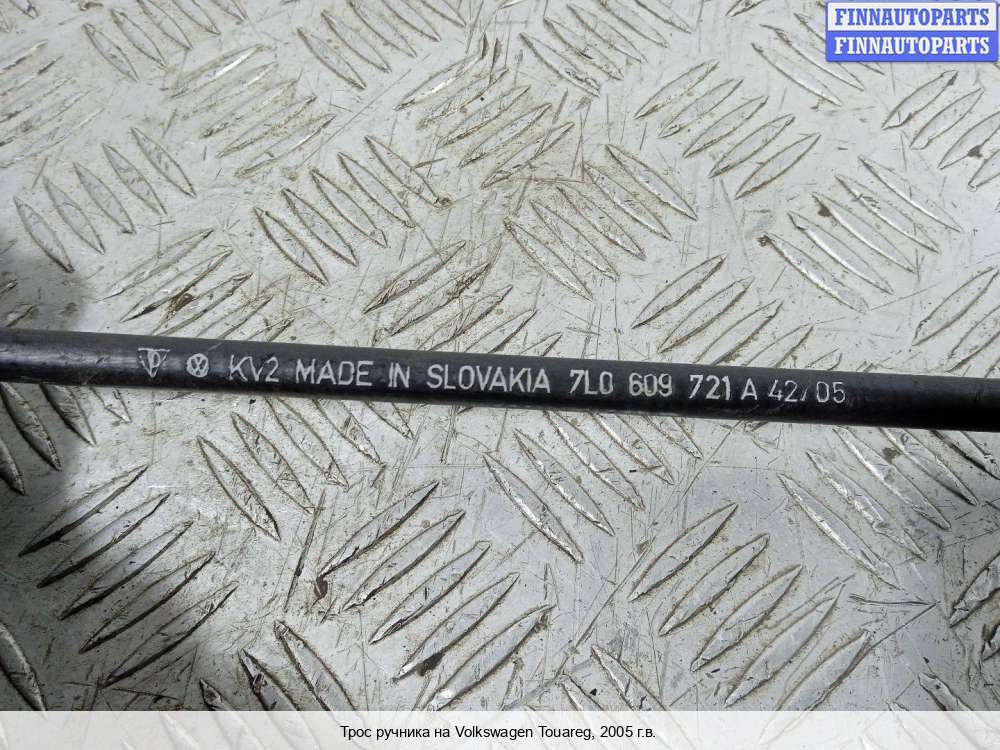 FINNAUTOPARTS
FINNAUTOPARTS
KV2 MADE IN SLOVAKIA 7L0 609 721 A 42/05
Трос ручника на Volkswagen Touareg, 2005 г.в.